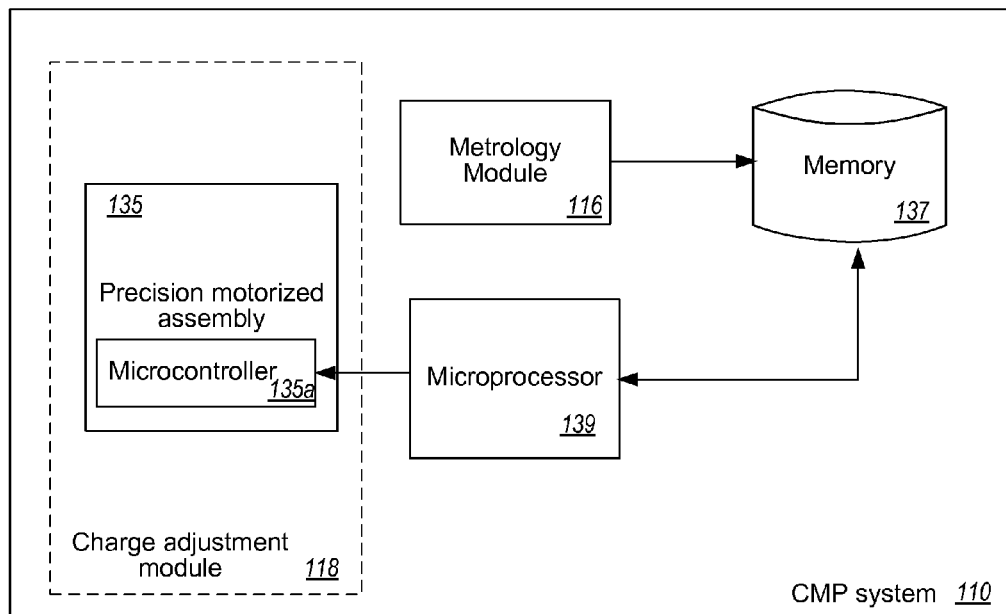 Metrology
Module
116
Memory
137
135
Precision motorized
assembly
Microcontroller
135a
Microprocessor
139
Charge adjustment
module 118
CMP system 110